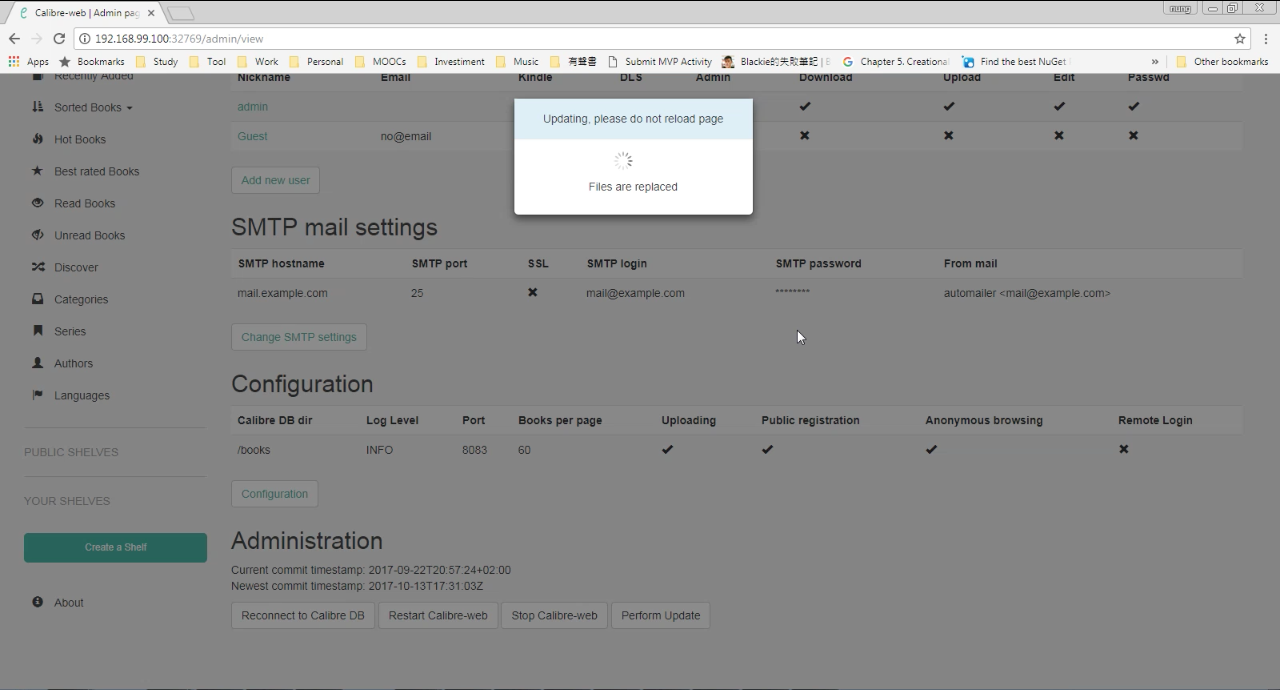 Calibre-web | Admin pag
192.168.99.100:32769/admin/view
Apps Bookmarks Study Tool Work Personal MOOCs Investiment Music 有聲書 Submit MVP Activity Blackie的失敗筆記 | Chapter 5. Creational Find the best NuGet » Other bookmarks
Recently Added
Nickname Email Kindle DLS Admin Download Upload Edit Passwd
Sorted Books
admin
Hot Books
Guest no@email
Best rated Books
Read Books
Unread Books
Discover
Categories
Series
Authors
Languages
PUBLIC SHELVES
YOUR SHELVES
Create a Shelf
About
Updating, please do not reload page
Files are replaced
Add new user
SMTP mail settings
SMTP hostname SMTP port SSL SMTP login SMTP password From mail
mail.example.com 25 mail@example.com ******** automailer <mail@example.com>
Change SMTP settings
Configuration
Calibre DB dir Log Level Port Books per page Uploading Public registration Anonymous browsing Remote Login
/books INFO 8083 60
Configuration
Administration
Current commit timestamp: 2017-09-22T20:57:24+02:00
Newest commit timestamp: 2017-10-13T17:31:03Z
Reconnect to Calibre DB Restart Calibre-web Stop Calibre-web Perform Update